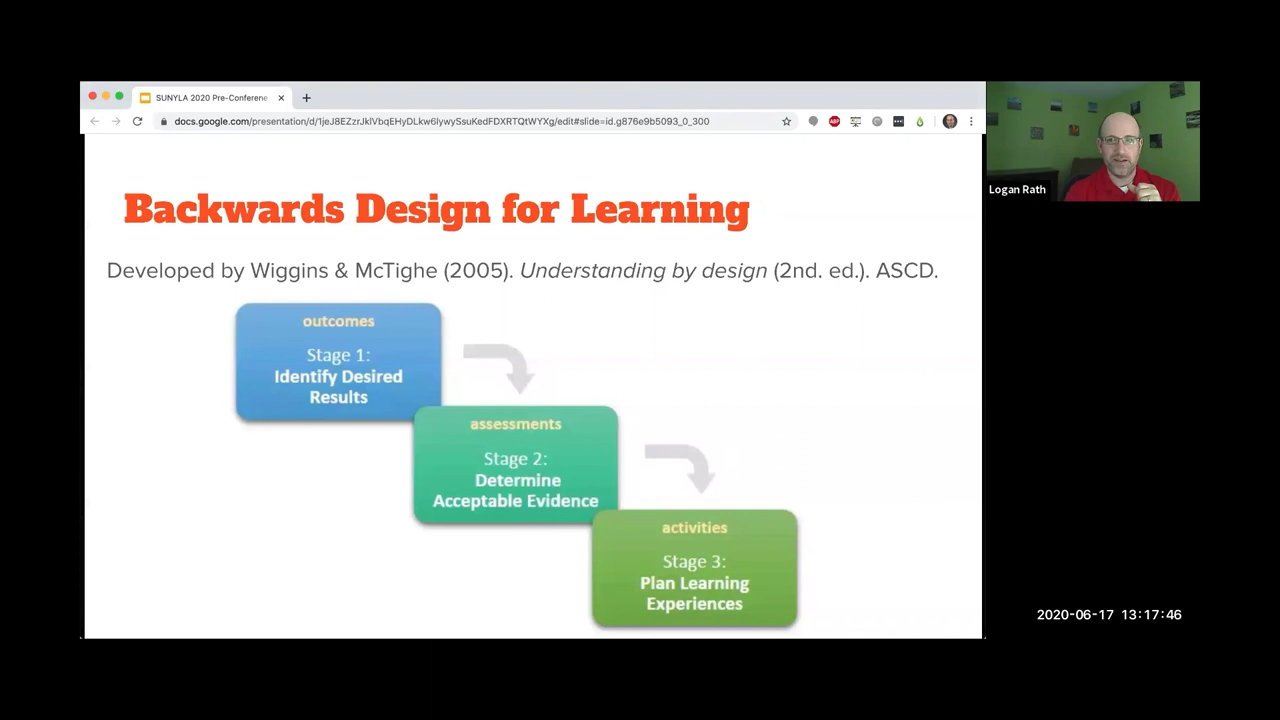 SUNYLA 2020 Pre-Conferenc
docs.google.com/presentation/d/1jeJ8EZzrJklVbqEHyDLkw6lywySsuKedFDXRTQtWYXg/edit#slide=id.g876e9b5093_0_300
ABP
Logan Rath
Backwards Design for Learning
Developed by Wiggins & McTighe (2005). Understanding by design (2nd. ed.). ASCD.
outcomes
Stage 1:
Identify Desired
Results
assessments
Stage 2:
Determine
Acceptable Evidence
activities
Stage 3:
Plan Learning
Experiences
2020-06-17 13:17:46